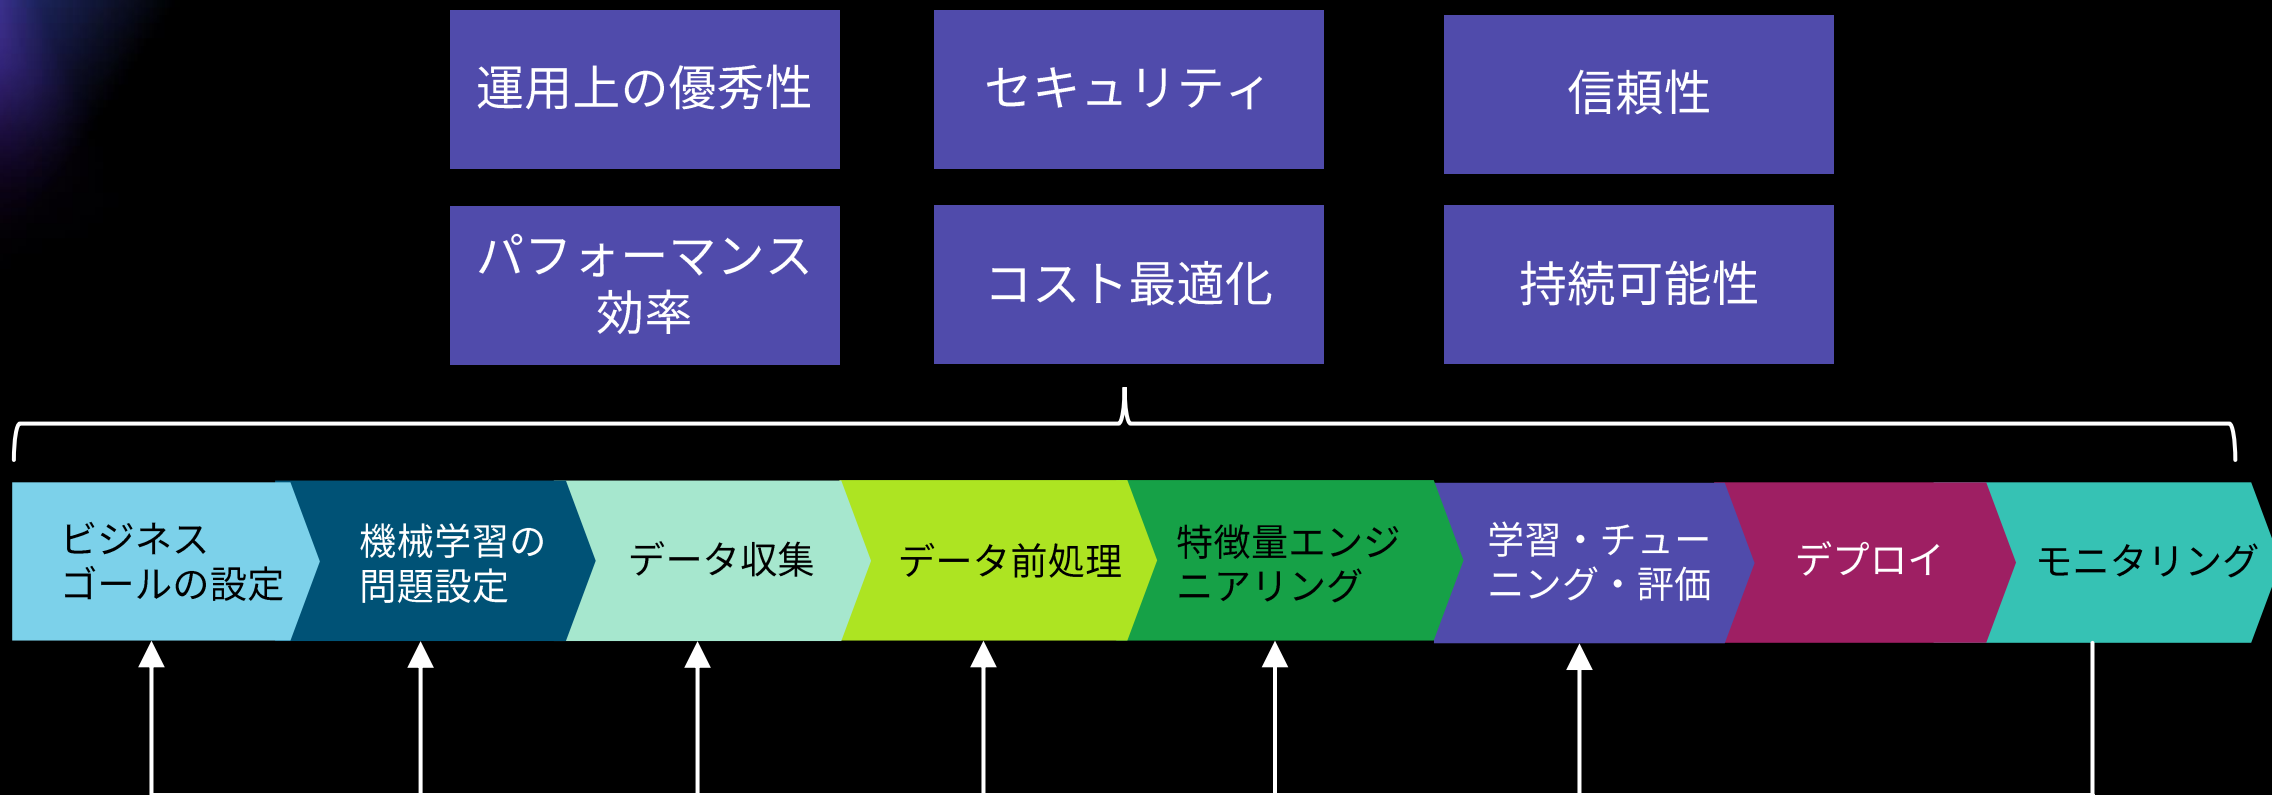 運用上の優秀性
セキュリティ
信頼性
パフォーマンス
効率
コスト最適化
持続可能性
ビジネス
ゴールの設定
機械学習の
問題設定
データ収集
データ前処理
特徴量エンジ
ニアリング
学習・チュー
ニング・評価
デプロイ
モニタリング